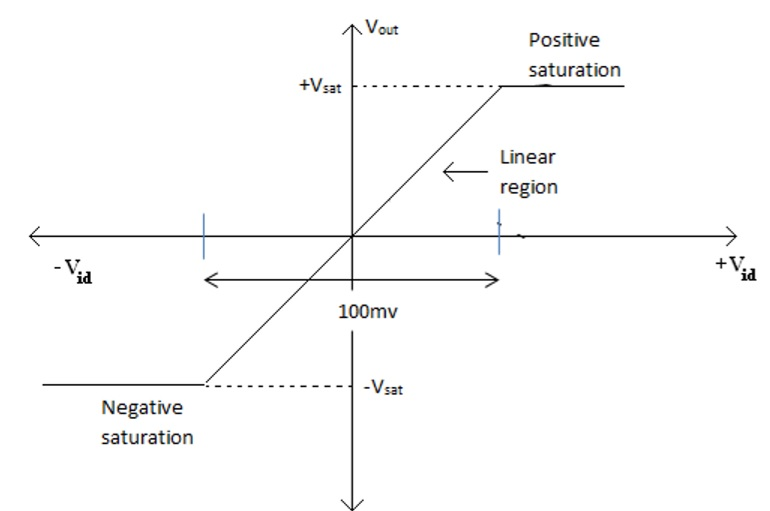 Vout
Positive
saturation
+Vsat
Linear
region
- Vid
+Vid
100mv
-Vsat
Negative
saturation